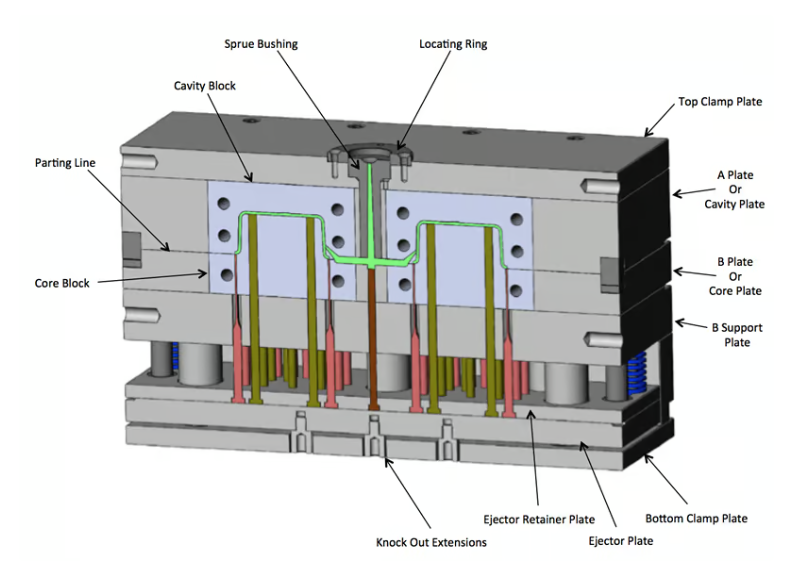 Sprue Bushing
Locating Ring
Cavity Block
Top Clamp Plate
Parting Line
A Plate
Or
Cavity Plate
Core Block
B Plate
Or
Core Plate
B Support
Plate
Ejector Retainer Plate
Bottom Clamp Plate
Knock Out Extensions
Ejector Plate